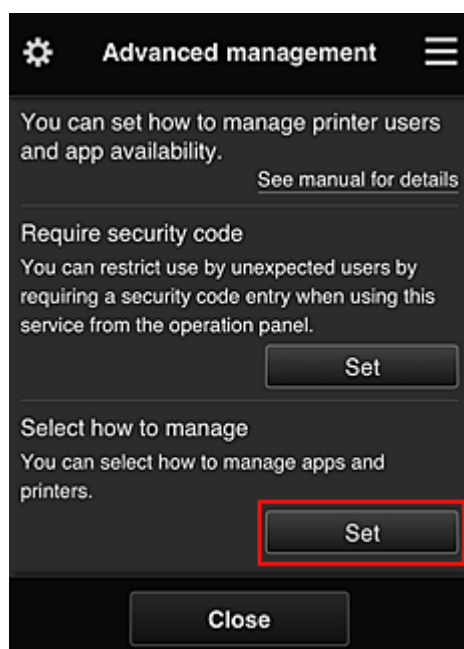 Advanced management
You can set how to manage printer users
and app availability.
See manual for details
Require security code
You can restrict use by unexpected users by
requiring a security code entry when using this
service from the operation panel.
Set
Select how to manage
You can select how to manage apps and
printers.
Set
Close